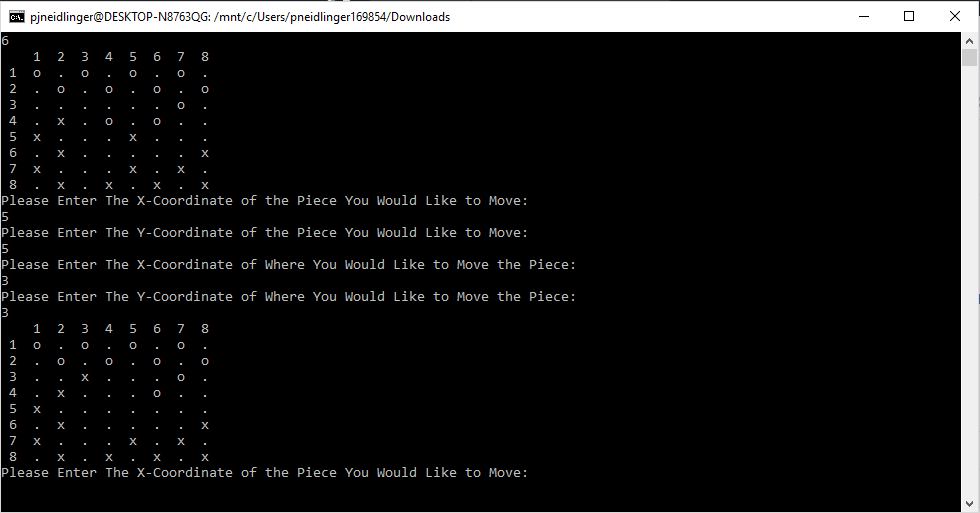 pjneidlinger@DESKTOP-N8763QG: /mnt/c/Users/pneidlinger169854/Downloads
6
   1  2  3  4  5  6  7  8
1  o  .  o  .  o  .  o  .
2  .  o  .  o  .  o  .  o
3  .  .  .  .  .  .  o  .
4  .  x  .  o  .  o  .  .
5  x  .  .  .  x  .  .  .
6  .  x  .  .  .  .  .  x
7  x  .  .  .  x  .  x  .
8  .  x  .  x  .  x  .  x
Please Enter The X-Coordinate of the Piece You Would Like to Move:
5
Please Enter The Y-Coordinate of the Piece You Would Like to Move:
5
Please Enter The X-Coordinate of Where You Would Like to Move the Piece:
3
Please Enter The Y-Coordinate of Where You Would Like to Move the Piece:
3
   1  2  3  4  5  6  7  8
1  o  .  o  .  o  .  o  .
2  .  o  .  o  .  o  .  o
3  .  .  x  .  .  .  o  .
4  .  x  .  .  .  o  .  .
5  x  .  .  .  .  .  .  .
6  .  x  .  .  .  .  .  x
7  x  .  .  .  x  .  x  .
8  .  x  .  x  .  x  .  x
Please Enter The X-Coordinate of the Piece You Would Like to Move: